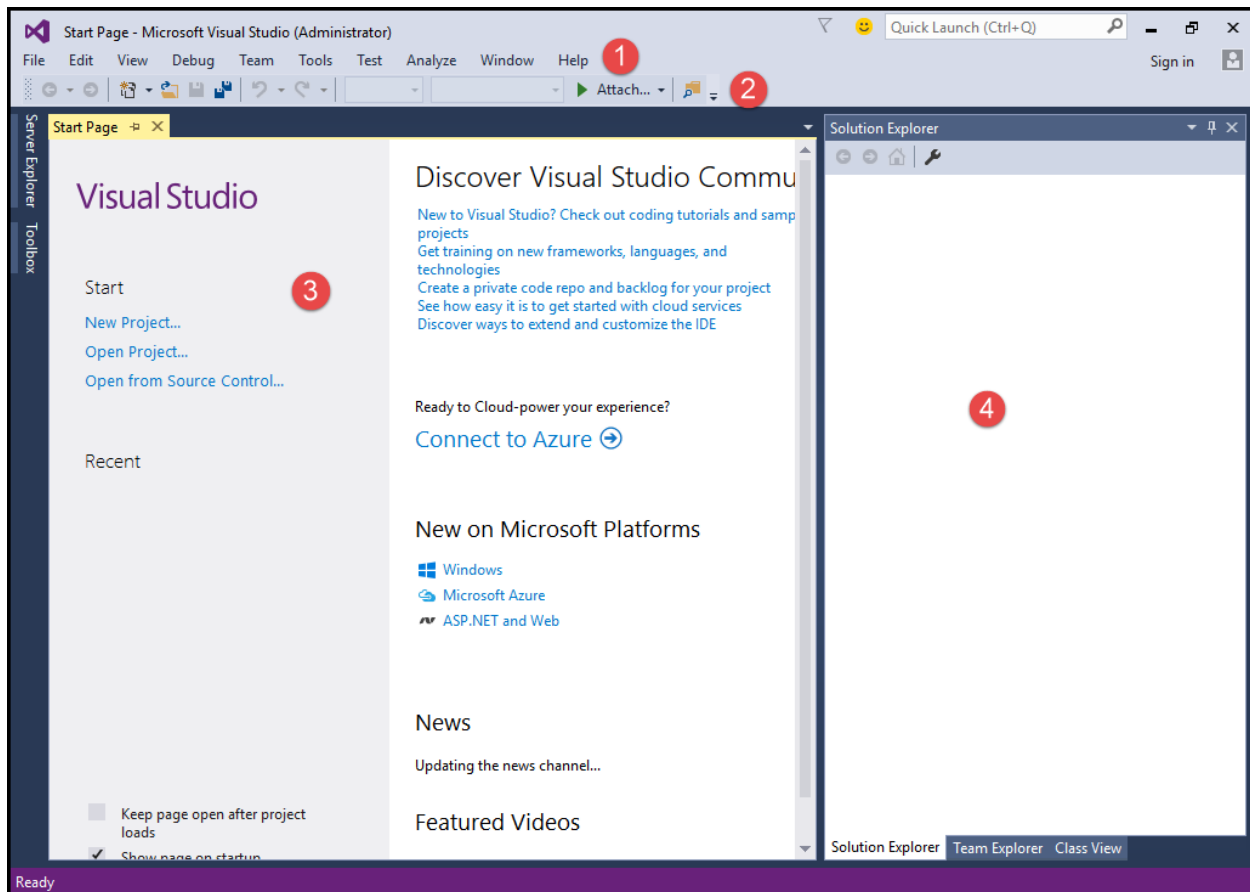 Start Page - Microsoft Visual Studio (Administrator)
Quick Launch (Ctrl+Q)
File Edit View Debug Team Tools Test Analyze Window Help
1
Sign in
Attach...
2
Server Explorer
Toolbox
Start Page
Visual Studio
Start
3
New Project...
Open Project...
Open from Source Control...
Recent
Keep page open after project
loads
Show page on startup
Discover Visual Studio Commu
New to Visual Studio? Check out coding tutorials and samp
projects
Get training on new frameworks, languages, and
technologies
Create a private code repo and backlog for your project
See how easy it is to get started with cloud services
Discover ways to extend and customize the IDE
Ready to Cloud-power your experience?
Connect to Azure
New on Microsoft Platforms
Windows
Microsoft Azure
ASP.NET and Web
News
Updating the news channel...
Featured Videos
Solution Explorer
4
Solution Explorer Team Explorer Class View
Ready